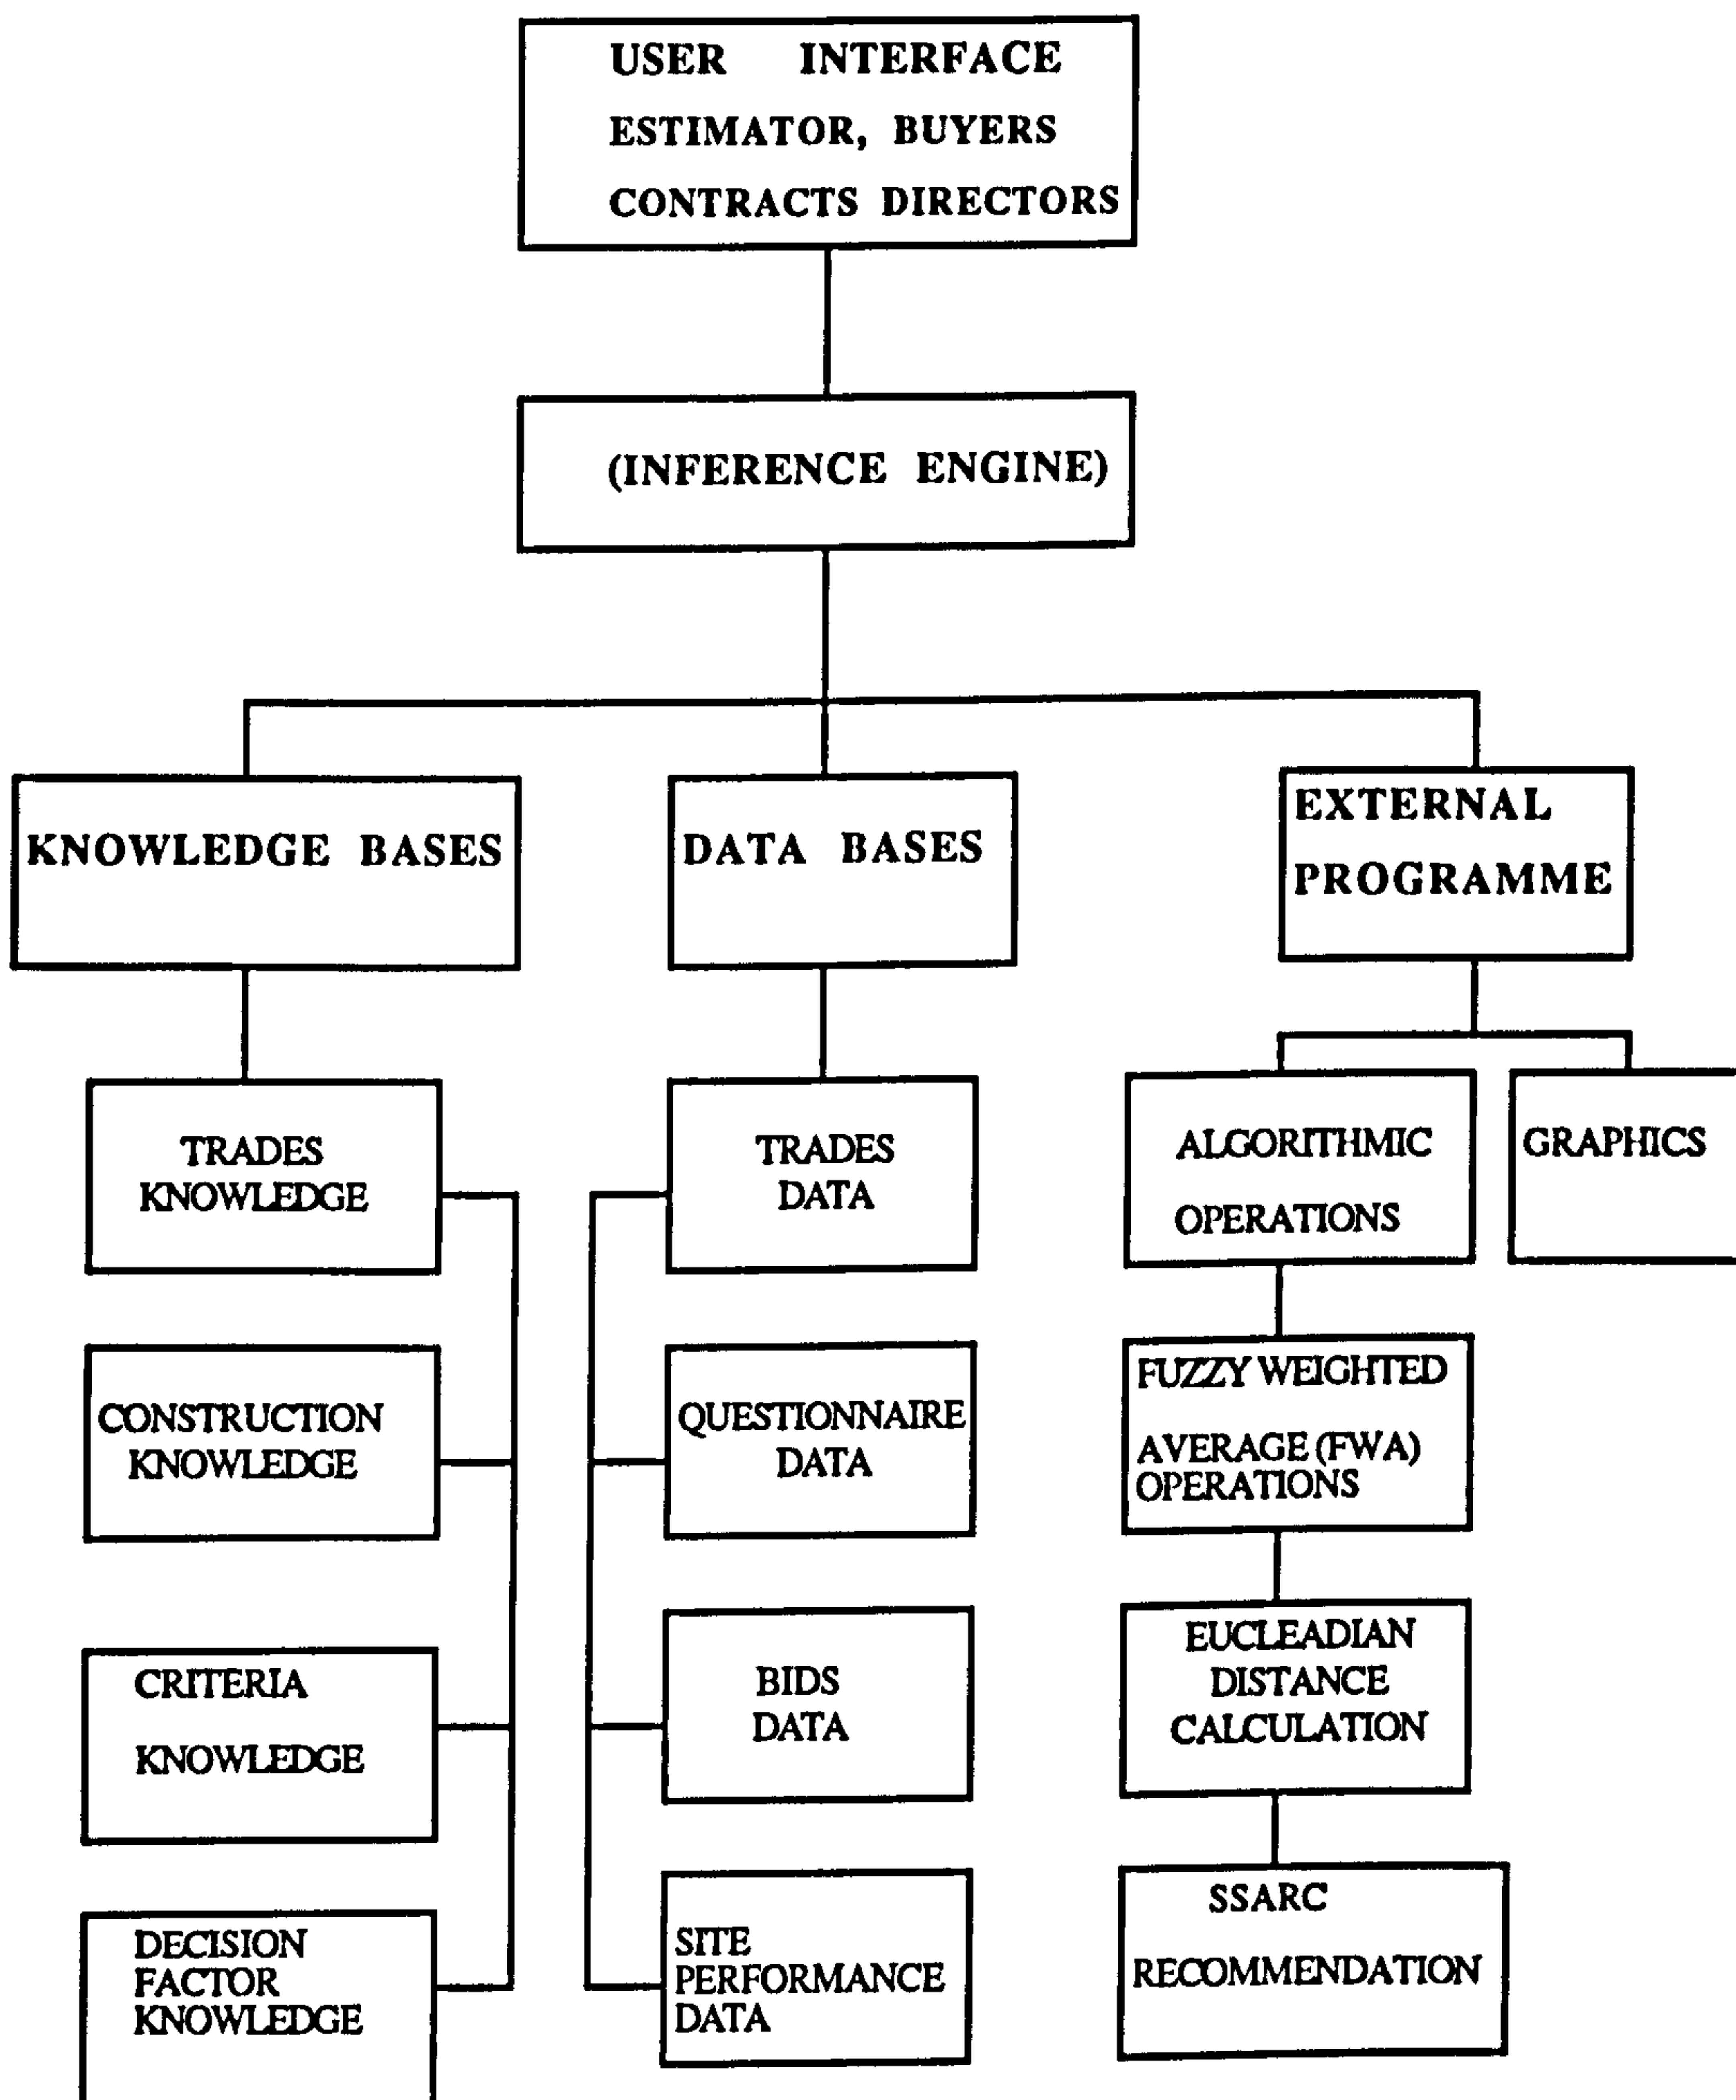 USER INTERFACE
ESTIMATOR, BUYERS
CONTRACTS DIRECTORS
(INFERENCE ENGINE)
KNOWLEDGE BASES
DATA BASES
EXTERNAL
PROGRAMME
TRADES
KNOWLEDGE
CONSTRUCTION
KNOWLEDGE
CRITERIA
KNOWLEDGE
DECISION
FACTOR
KNOWLEDGE
TRADES
DATA
QUESTIONNAIRE
DATA
BIDS
DATA
SITE
PERFORMANCE
DATA
ALGORITHMIC
OPERATIONS
GRAPHICS
FUZZY WEIGHTED
AVERAGE (FWA)
OPERATIONS
EUCLEADIAN
DISTANCE
CALCULATION
SSARC
RECOMMENDATION